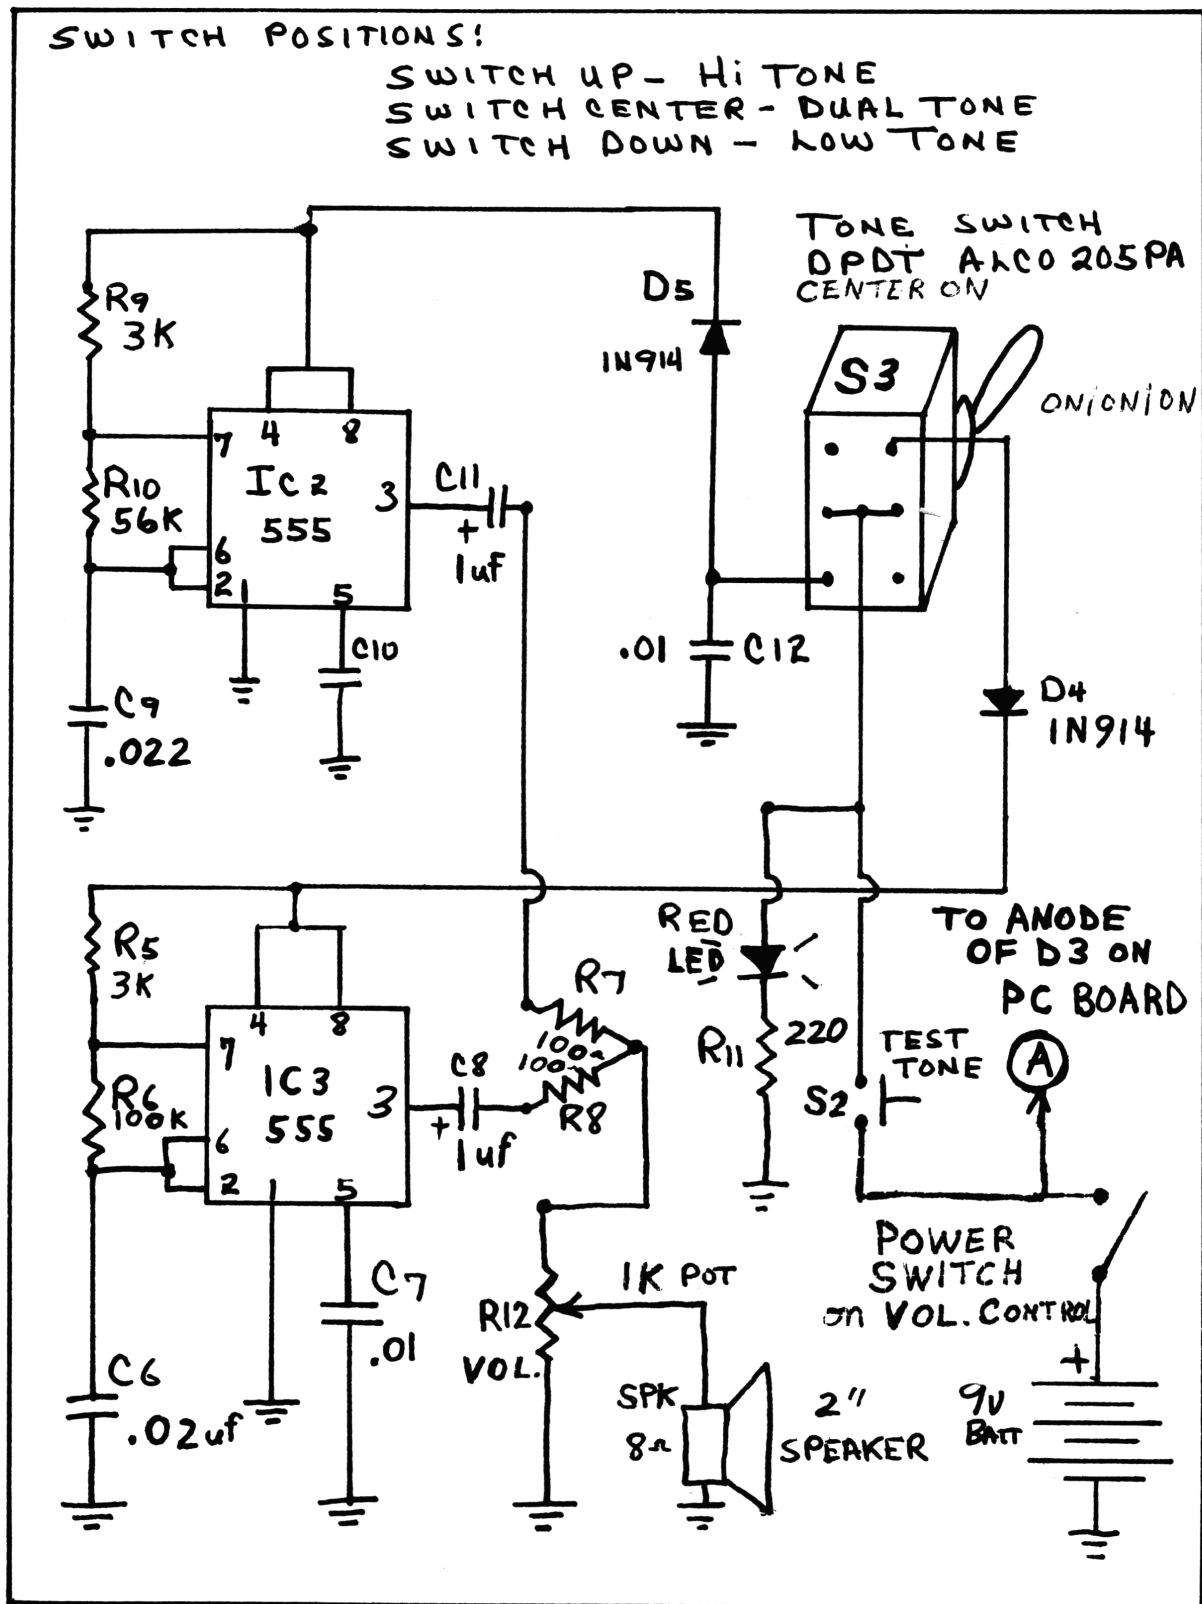 SWITCH POSITIONS:
SWITCH UP - Hi TONE
SWITCH CENTER - DUAL TONE
SWITCH DOWN - LOW TONE
TONE SWITCH
DPDT ALCO 205PA
CENTER ON
D5
1N914
S3
ON/ON/ON
R9
3K
7
4
8
IC2
555
3
6
2
1
5
R10
56K
C11
+
1uf
C10
C9
.022
.01
C12
D4
1N914
R5
3K
4
8
7
IC3
555
3
6
2
1
5
R6
100K
C8
+
1uf
R7
100Ω
100Ω
R8
RED
LED
R11
220
TO ANODE
OF D3 ON
PC BOARD
TEST
TONE
A
S2
C7
.01
C6
.02uf
1K POT
R12
VOL.
POWER
SWITCH
on VOL. CONTROL
SPK
8Ω
2"
SPEAKER
+
9V
BATT